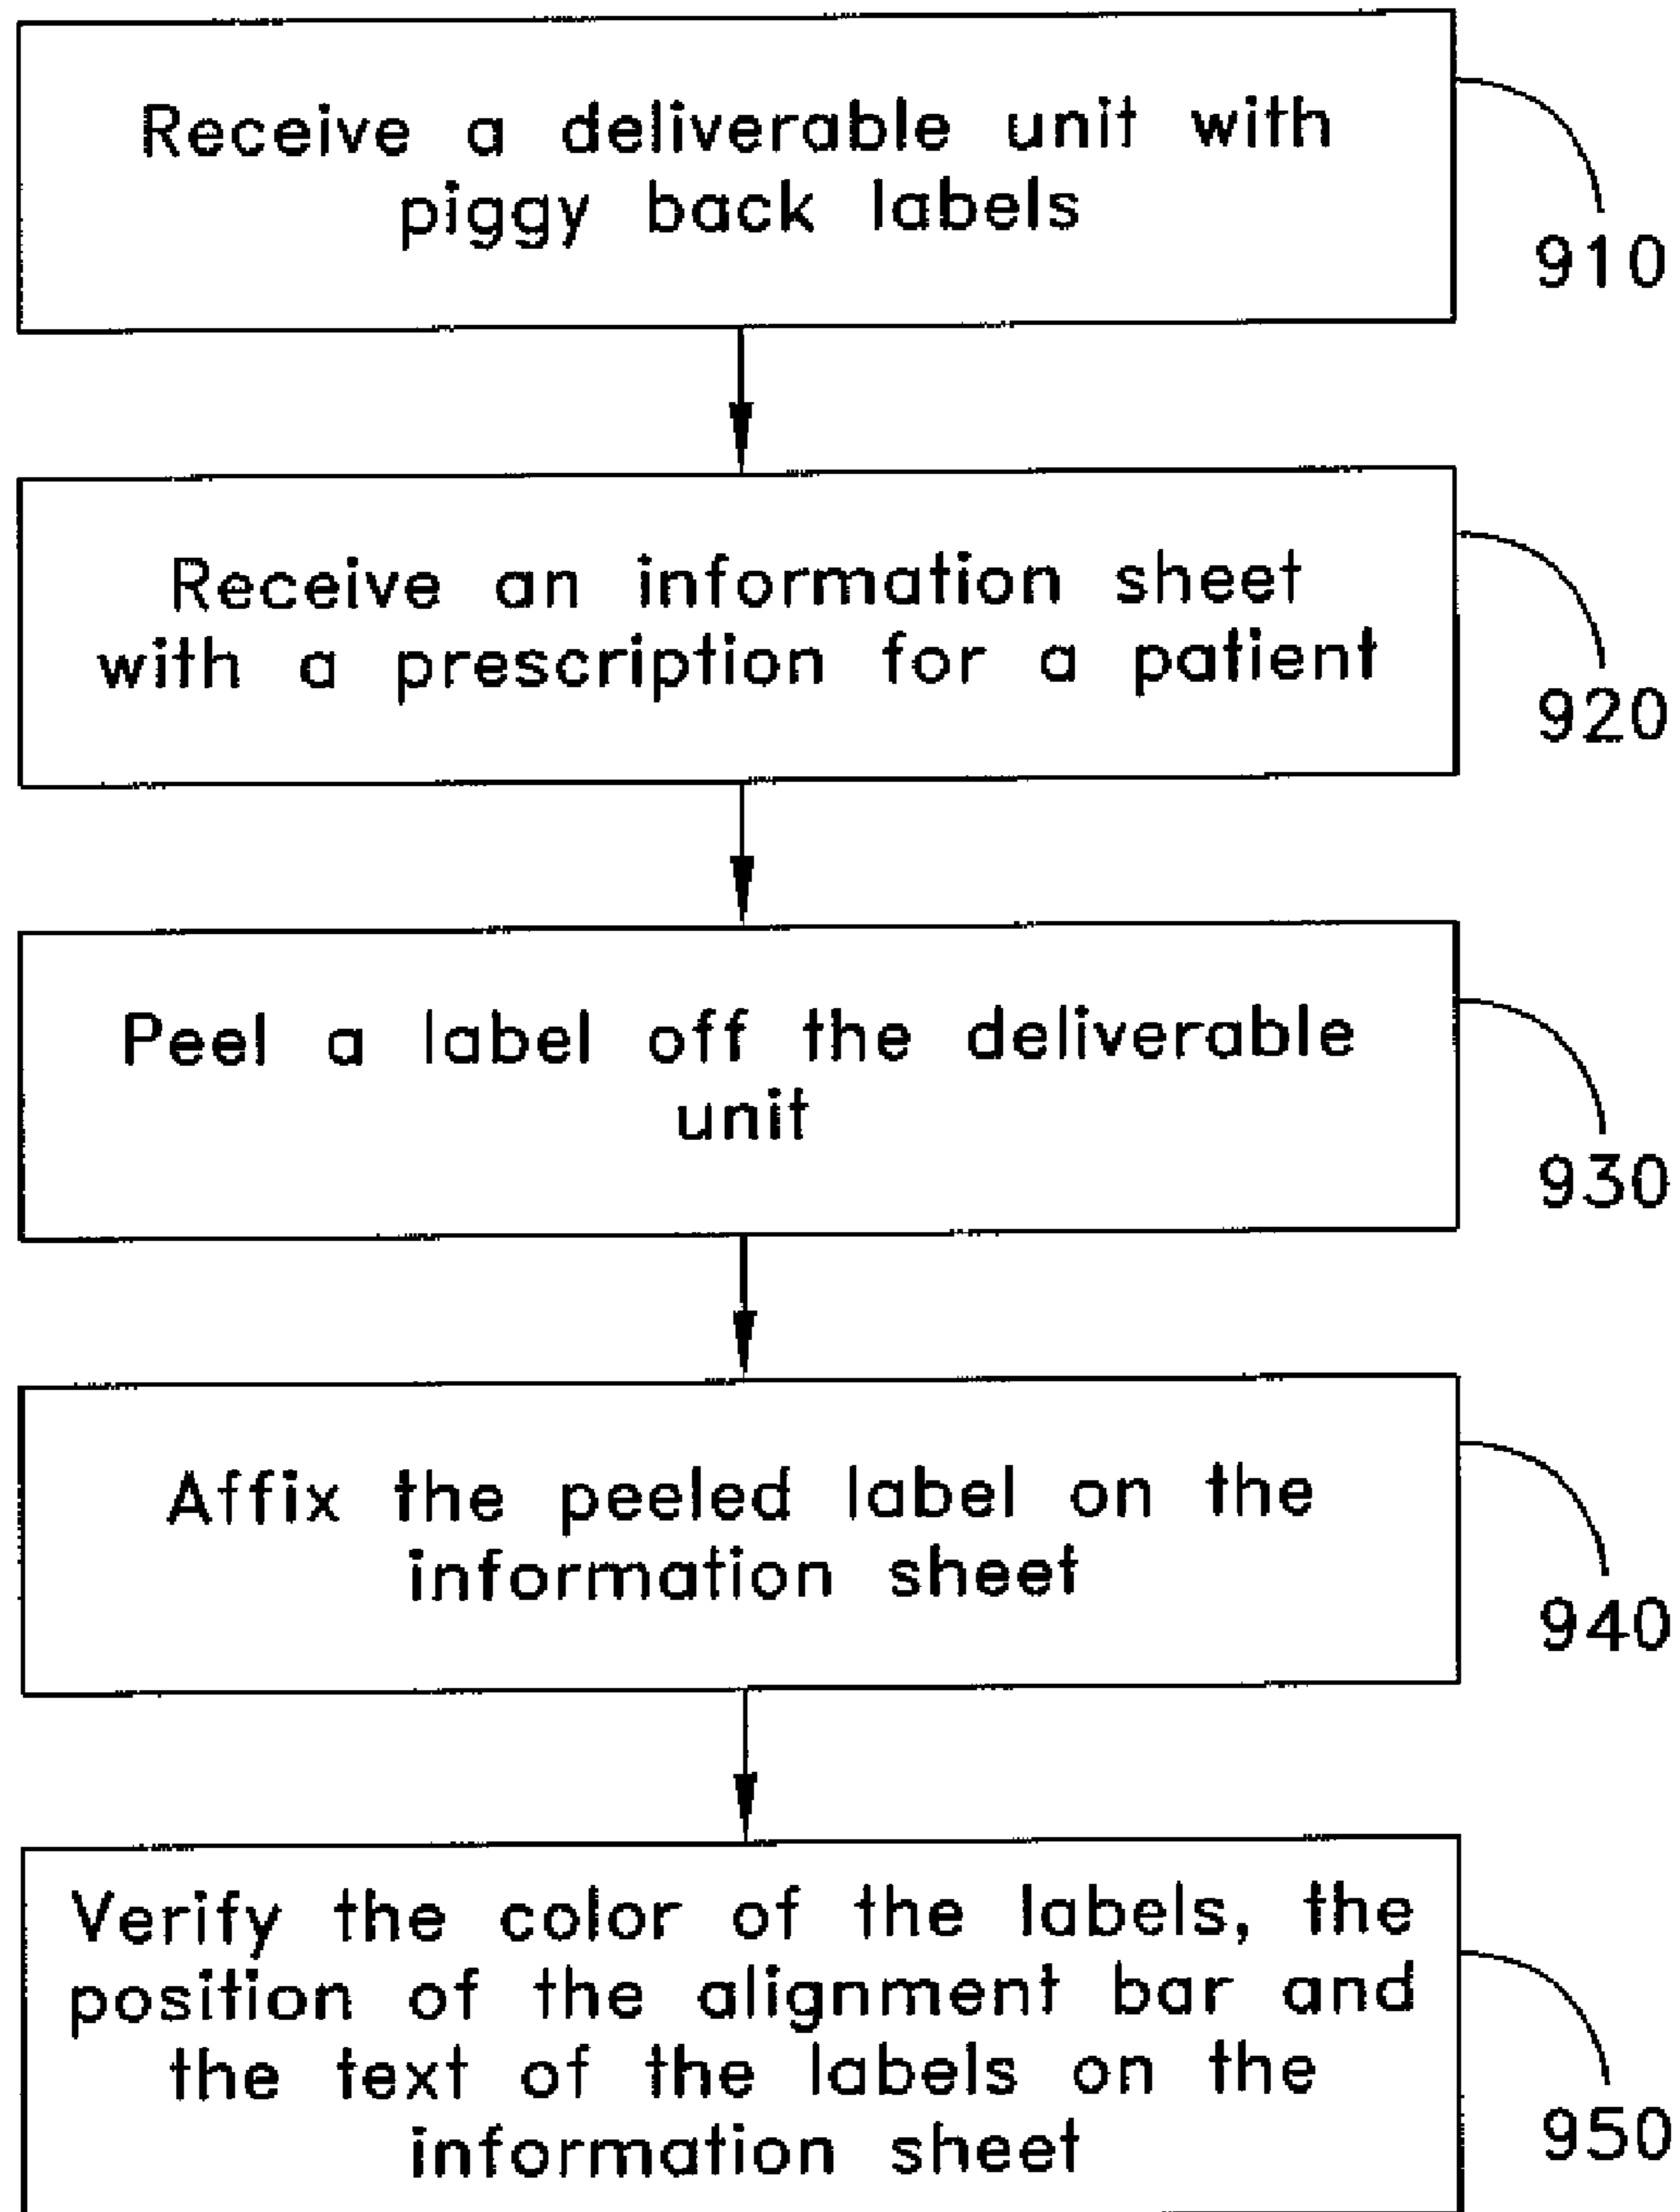 Receive a deliverable unit with
piggy back labels
910
Receive an information sheet
with a prescription for a patient
920
Peel a label off the deliverable
unit
930
Affix the peeled label on the
information sheet
940
Verify the color of the labels, the
position of the alignment bar and
the text of the labels on the
information sheet
950